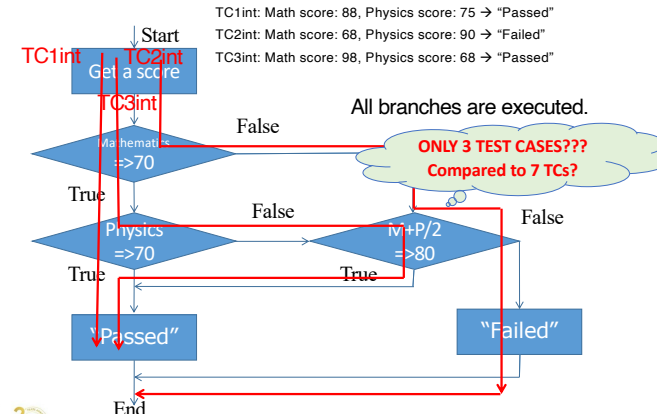 TC1int: Math score: 88, Physics score: 75 → “Passed”
TC2int: Math score: 68, Physics score: 90 → “Failed”
TC3int: Math score: 98, Physics score: 68 → “Passed”
Start
TC1int
TC2int
Get a score
TC3int
All branches are executed.
False
Mathematics
=>70
ONLY 3 TEST CASES???
Compared to 7 TCs?
True
False
False
Physics
=>70
M+P/2
=>80
True
True
“Passed”
“Failed”
End